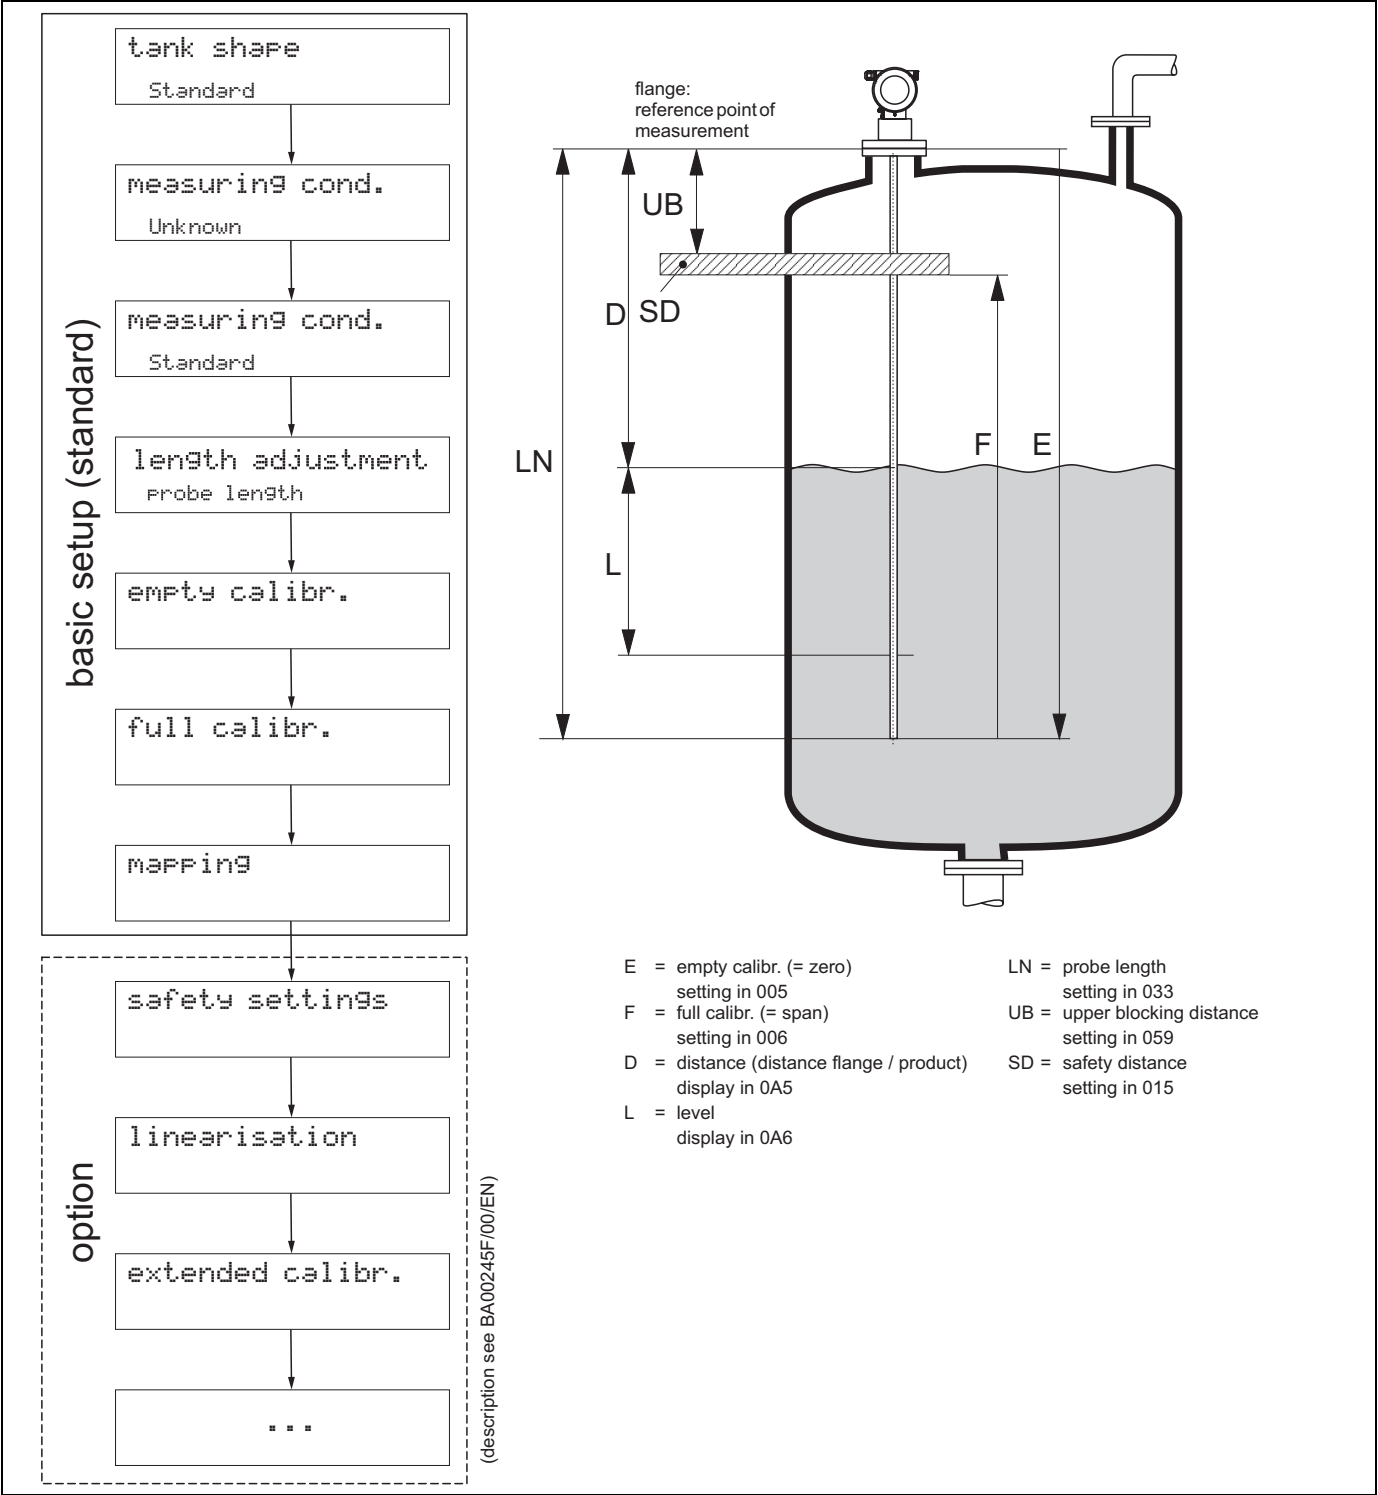 basic setup (standard)
tank shape
Standard
measuring cond.
Unknown
measuring cond.
Standard
length adjustment
probe length
empty calibr.
full calibr.
mapping
option
safety settings
linearisation
extended calibr.
...
(description see BA00245F/00/EN)
flange:
reference point of
measurement
UB
D
SD
F
E
LN
L
E = empty calibr. (= zero)
setting in 005
F = full calibr. (= span)
setting in 006
D = distance (distance flange / product)
display in 0A5
L = level
display in 0A6
LN = probe length
setting in 033
UB = upper blocking distance
setting in 059
SD = safety distance
setting in 015